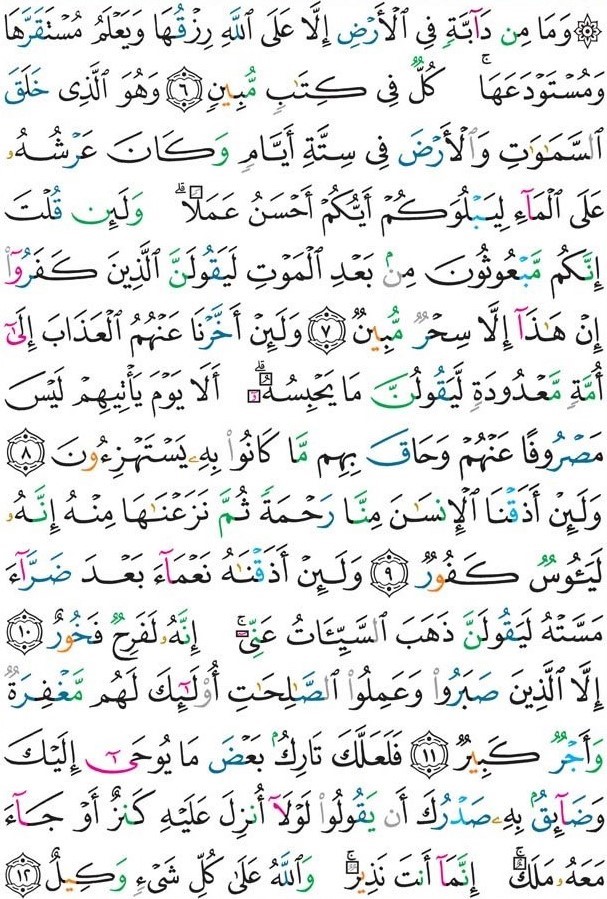 ۞ وَمَا مِن دَآبَّةٍ فِى ٱلْأَرْضِ إِلَّا عَلَى ٱللَّهِ رِزْقُهَا وَيَعْلَمُ مُسْتَقَرَّهَا
وَمُسْتَوْدَعَهَا ۚ كُلٌّ فِى كِتَٰبٍ مُّبِينٍ ۝٦ وَهُوَ ٱلَّذِى خَلَقَ
ٱلسَّمَٰوَٰتِ وَٱلْأَرْضَ فِى سِتَّةِ أَيَّامٍ وَكَانَ عَرْشُهُۥ
عَلَى ٱلْمَآءِ لِيَبْلُوَكُمْ أَيُّكُمْ أَحْسَنُ عَمَلًا ۗ وَلَئِن قُلْتَ
إِنَّكُم مَّبْعُوثُونَ مِنۢ بَعْدِ ٱلْمَوْتِ لَيَقُولَنَّ ٱلَّذِينَ كَفَرُوٓا۟
إِنْ هَٰذَآ إِلَّا سِحْرٌ مُّبِينٌ ۝٧ وَلَئِنْ أَخَّرْنَا عَنْهُمُ ٱلْعَذَابَ إِلَىٰٓ
أُمَّةٍ مَّعْدُودَةٍ لَّيَقُولُنَّ مَا يَحْبِسُهُۥٓ ۗ أَلَا يَوْمَ يَأْتِيهِمْ لَيْسَ
مَصْرُوفًا عَنْهُمْ وَحَاقَ بِهِم مَّا كَانُوا۟ بِهِۦ يَسْتَهْزِءُونَ ۝٨
وَلَئِنْ أَذَقْنَا ٱلْإِنسَٰنَ مِنَّا رَحْمَةً ثُمَّ نَزَعْنَٰهَا مِنْهُ إِنَّهُۥ
لَيَـُٔوسٌ كَفُورٌ ۝٩ وَلَئِنْ أَذَقْنَٰهُ نَعْمَآءَ بَعْدَ ضَرَّآءَ
مَسَّتْهُ لَيَقُولَنَّ ذَهَبَ ٱلسَّيِّـَٔاتُ عَنِّىٓ ۚ إِنَّهُۥ لَفَرِحٌ فَخُورٌ ۝١٠
إِلَّا ٱلَّذِينَ صَبَرُوا۟ وَعَمِلُوا۟ ٱلصَّٰلِحَٰتِ أُو۟لَٰٓئِكَ لَهُم مَّغْفِرَةٌ
وَأَجْرٌ كَبِيرٌ ۝١١ فَلَعَلَّكَ تَارِكٌۢ بَعْضَ مَا يُوحَىٰٓ إِلَيْكَ
وَضَآئِقٌۢ بِهِۦ صَدْرُكَ أَن يَقُولُوا۟ لَوْلَآ أُنزِلَ عَلَيْهِ كَنزٌ أَوْ جَآءَ
مَعَهُۥ مَلَكٌ ۚ إِنَّمَآ أَنتَ نَذِيرٌ ۚ وَٱللَّهُ عَلَىٰ كُلِّ شَىْءٍ وَكِيلٌ ۝١٢